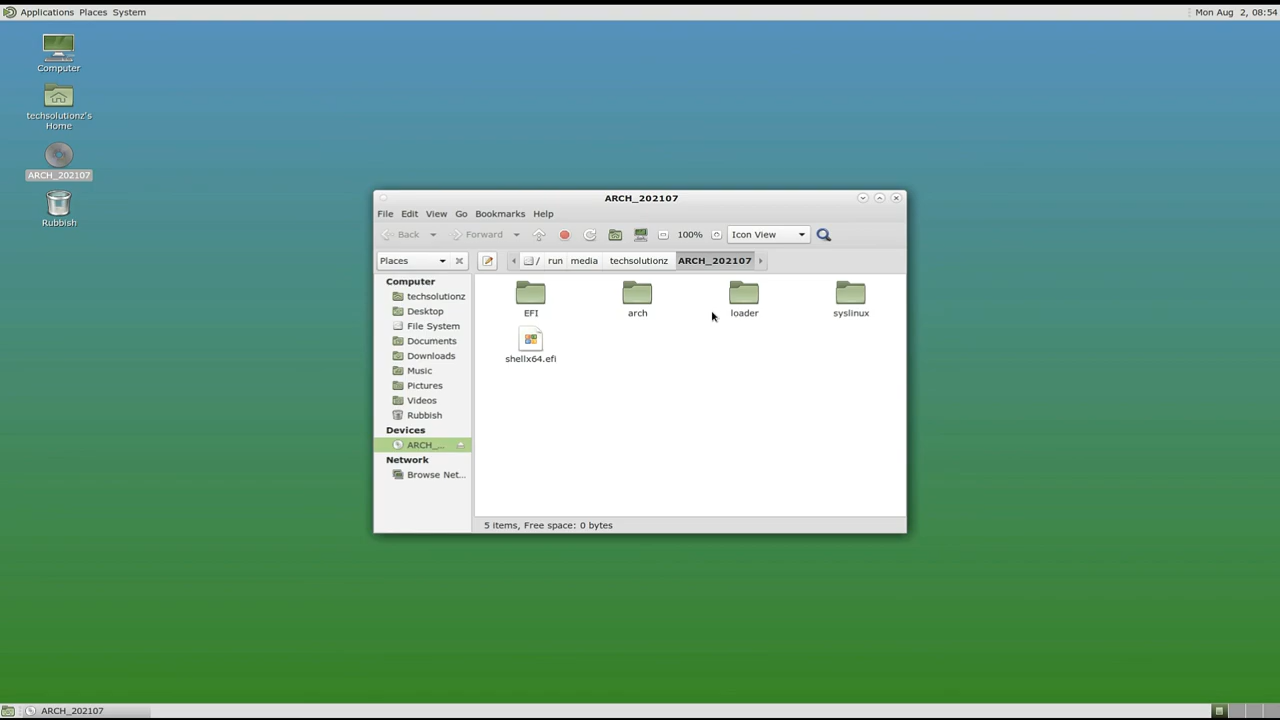 Applications Places System
Mon Aug 2, 08:54
Computer
techsolutionz's
Home
ARCH_202107
Rubbish
ARCH_202107
File Edit View Go Bookmarks Help
Back Forward 100% Icon View
Places / run media techsolutionz ARCH_202107
Computer
techsolutionz
Desktop
File System
Documents
Downloads
Music
Pictures
Videos
Rubbish
Devices
ARCH_...
Network
Browse Net...
EFI arch loader syslinux
shellx64.efi
5 items, Free space: 0 bytes
ARCH_202107